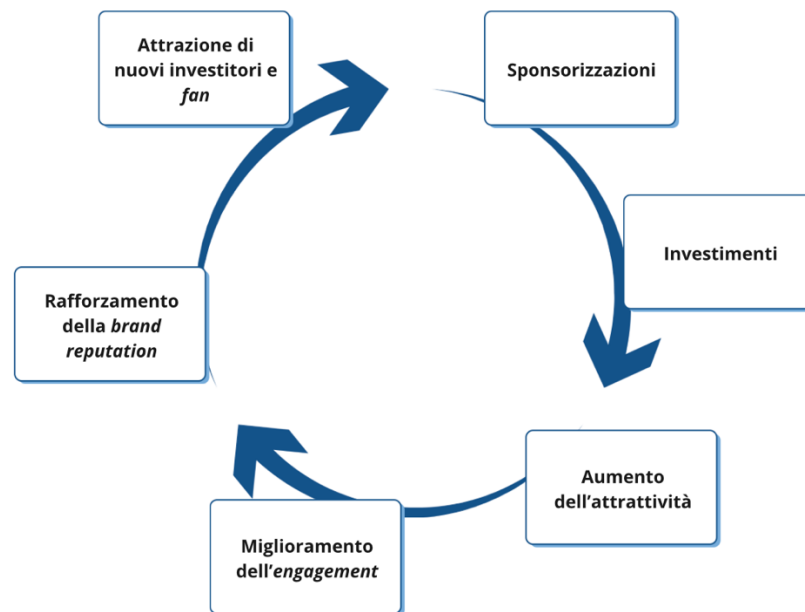 Attrazione di
nuovi investitori e
fan
Sponsorizzazioni
Investimenti
Rafforzamento
della brand
reputation
Aumento
dell’attrattività
Miglioramento
dell’engagement